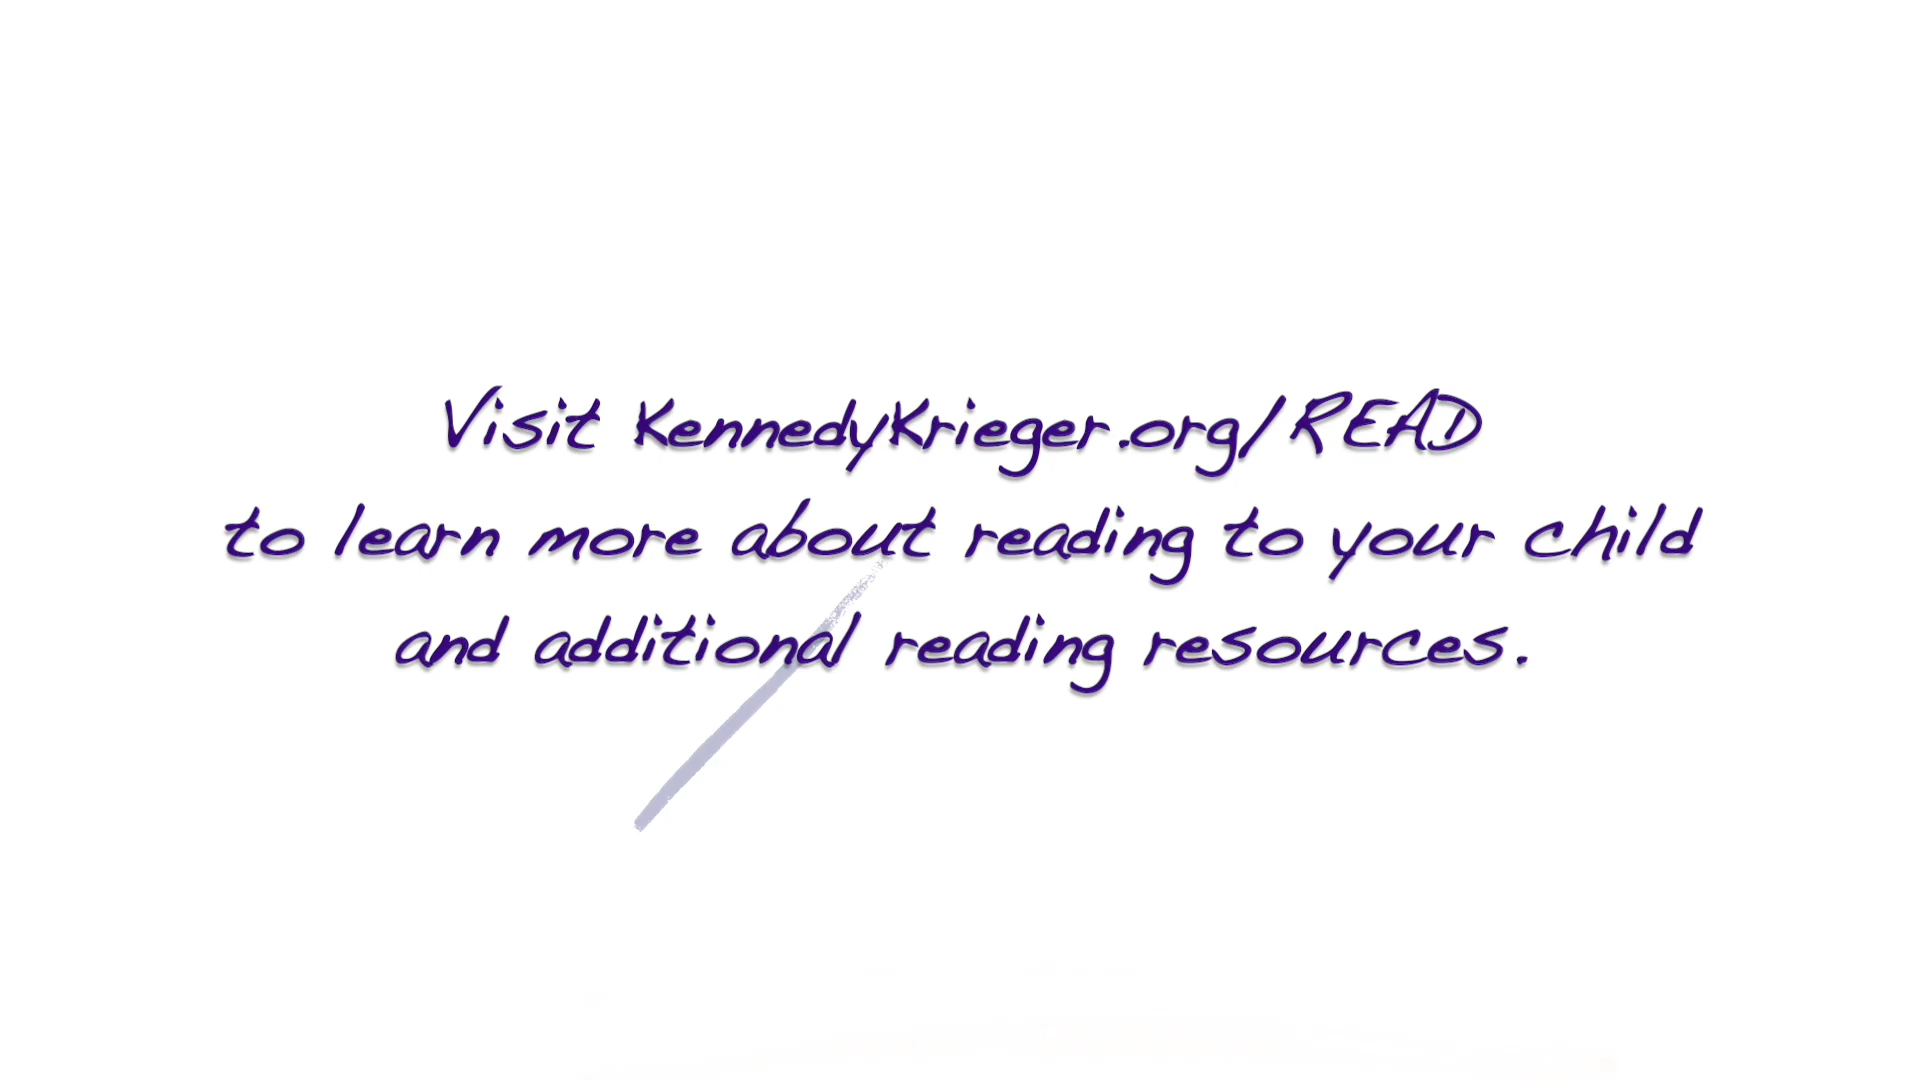 Visit KennedyKrieger.org/READ
to learn more about reading to your child
and additional reading resources.